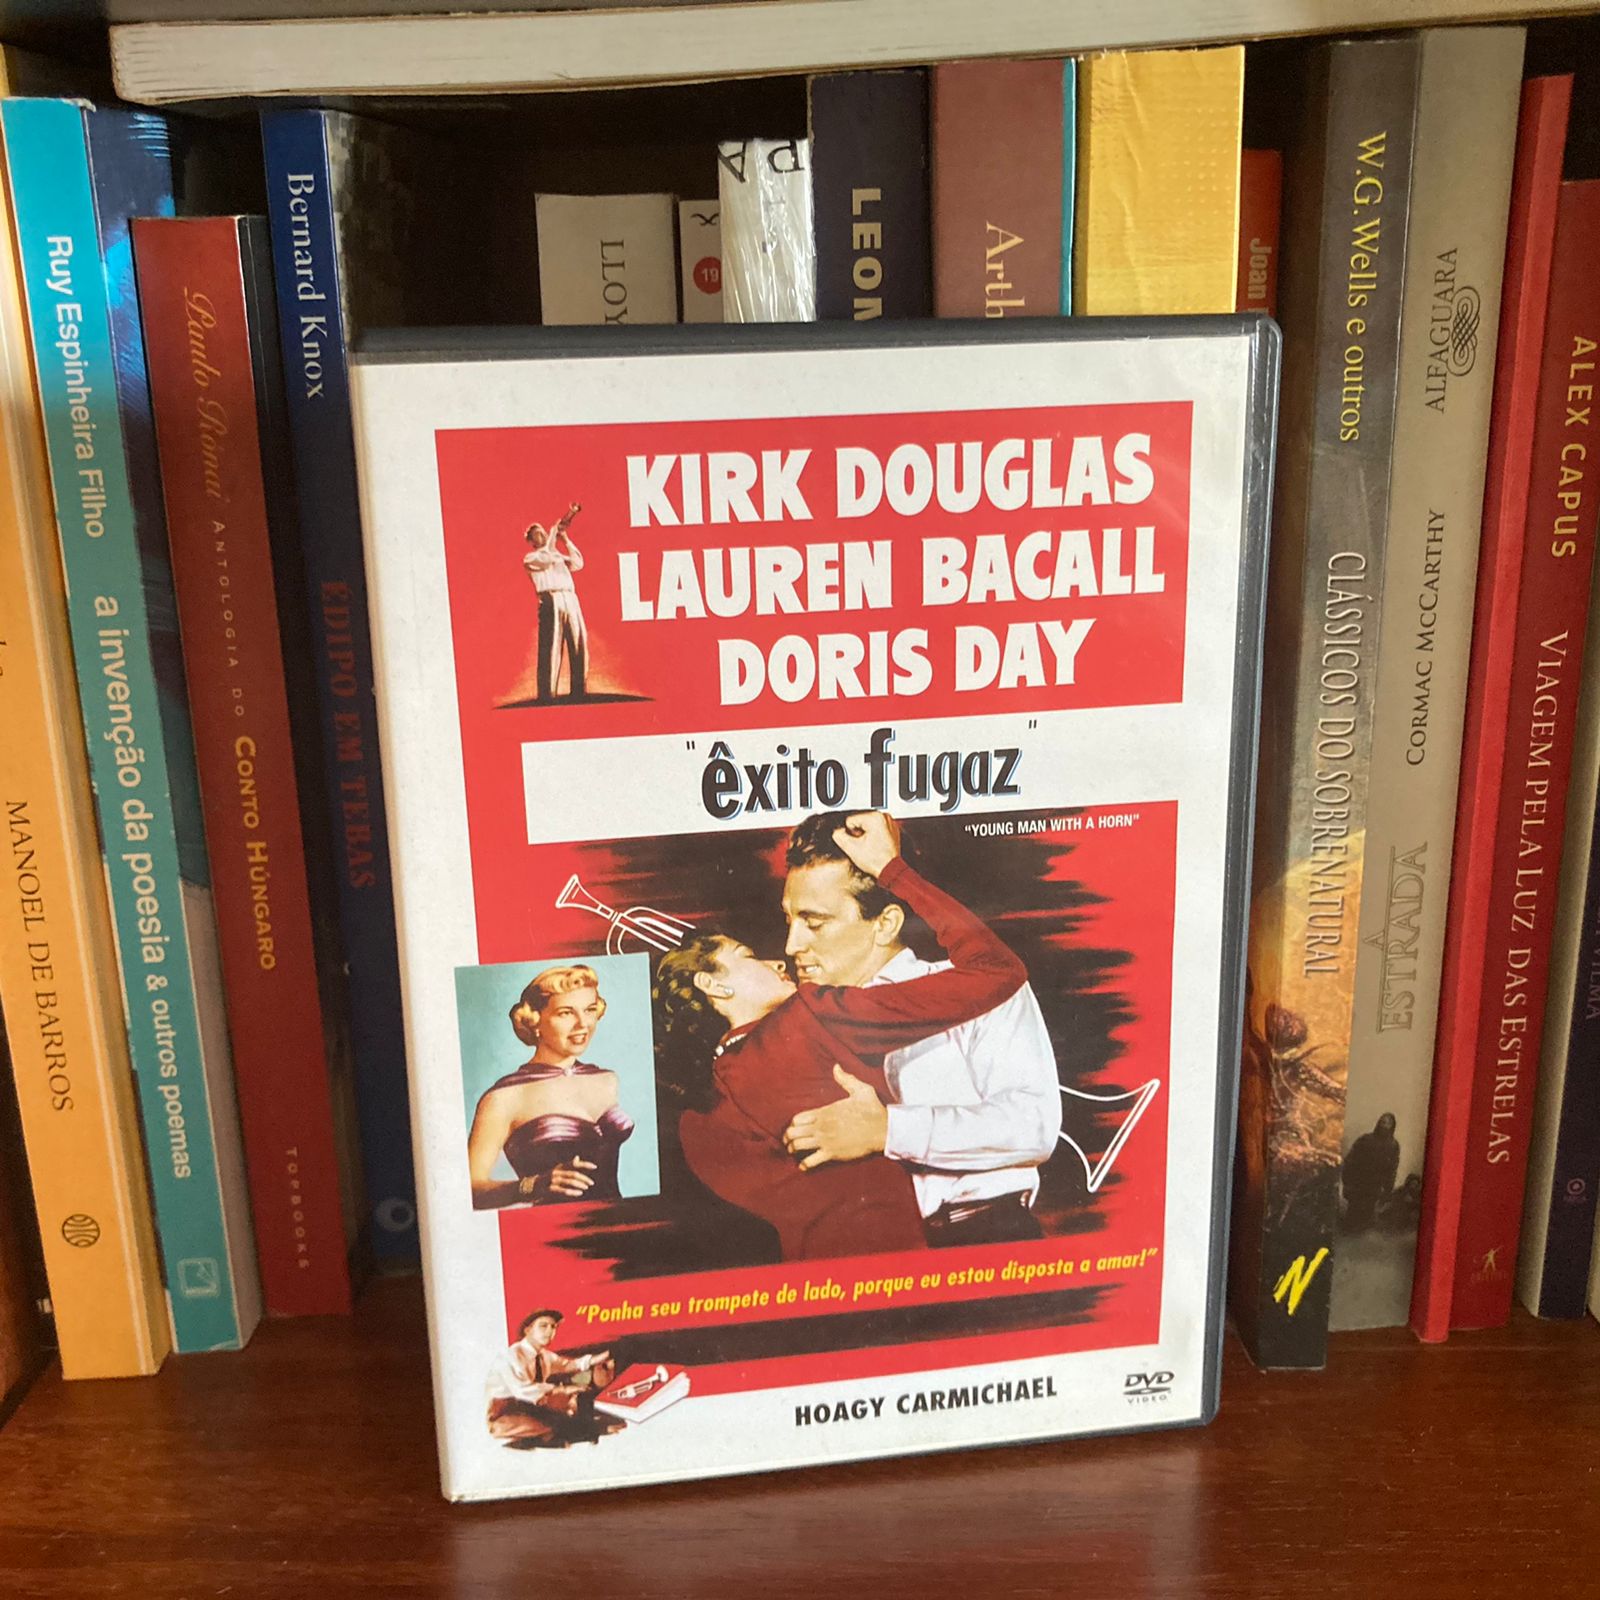 MANOEL DE BARROS
Ruy Espinheira Filho
a invenção da poesia & outros poemas
Paulo Rónai
ANTOLOGIA DO
CONTO HÚNGARO
TOPBOOKS
Bernard Knox
ÉDIPO EM TEBAS
LLOY
19
LEON
Arth
Joan
KIRK DOUGLAS
LAUREN BACALL
DORIS DAY
"êxito fugaz"
"YOUNG MAN WITH A HORN"
"Ponha seu trompete de lado, porque eu estou disposta a amar!"
HOAGY CARMICHAEL
DVD
VIDEO
W.G.Wells e outros
CLÁSSICOS DO SOBRENATURAL
ALFAGUARA
CORMAC MCCARTHY
A ESTRADA
ALEX CAPUS
VIAGEM PELA LUZ DAS ESTRELAS